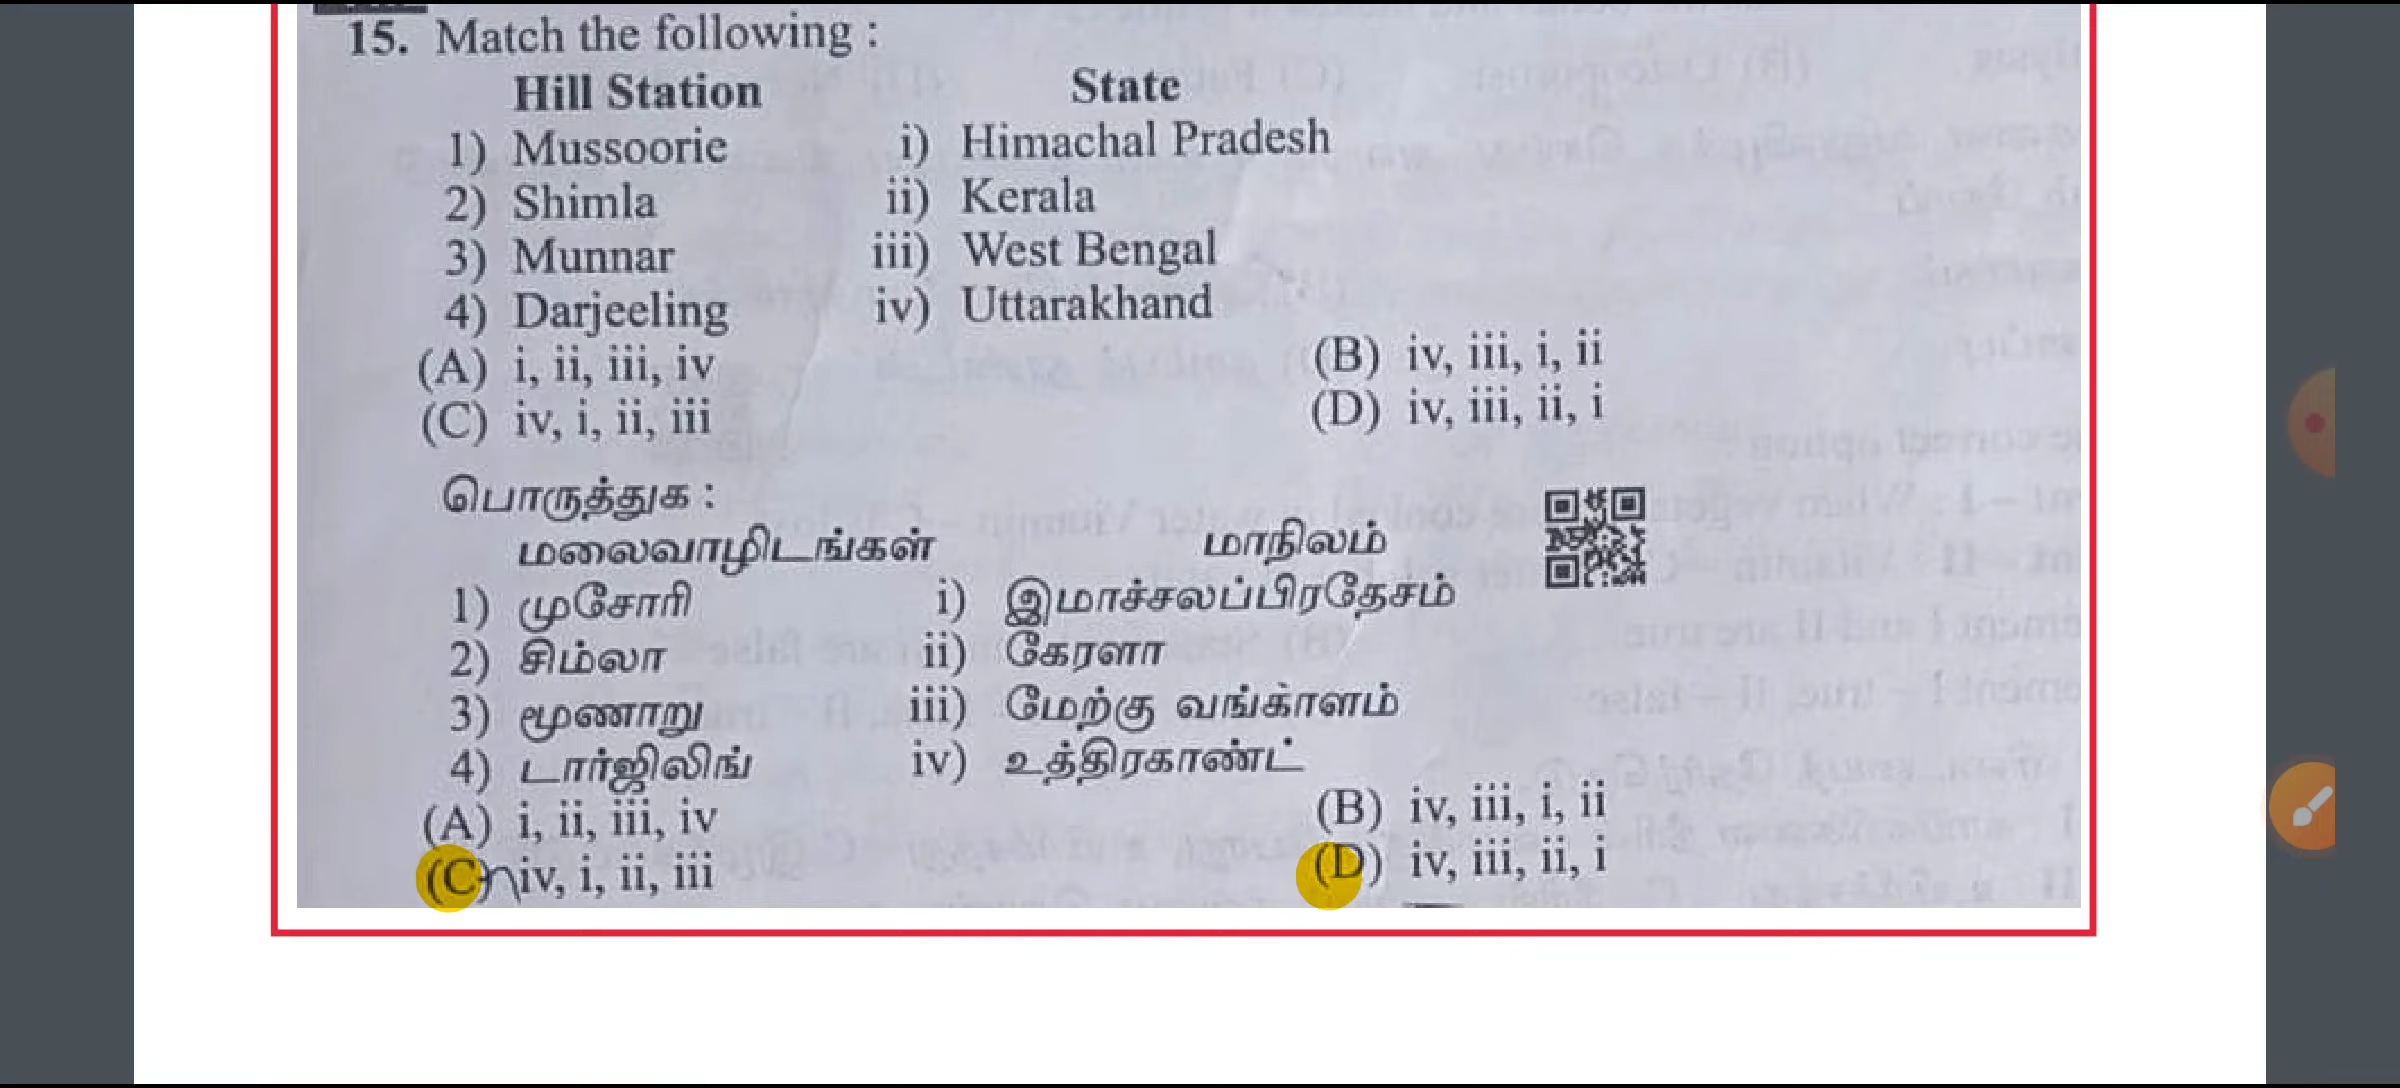 15. Match the following :
Hill Station State
1) Mussoorie i) Himachal Pradesh
2) Shimla ii) Kerala
3) Munnar iii) West Bengal
4) Darjeeling iv) Uttarakhand
(A) i, ii, iii, iv (B) iv, iii, i, ii
(C) iv, i, ii, iii (D) iv, iii, ii, i
பொருத்துக :
மலைவாழிடங்கள் மாநிலம்
1) முசோரி i) இமாச்சலப்பிரதேசம்
2) சிம்லா ii) கேரளா
3) மூணாறு iii) மேற்கு வங்காளம்
4) டார்ஜிலிங் iv) உத்திரகாண்ட்
(A) i, ii, iii, iv (B) iv, iii, i, ii
(C) iv, i, ii, iii (D) iv, iii, ii, i